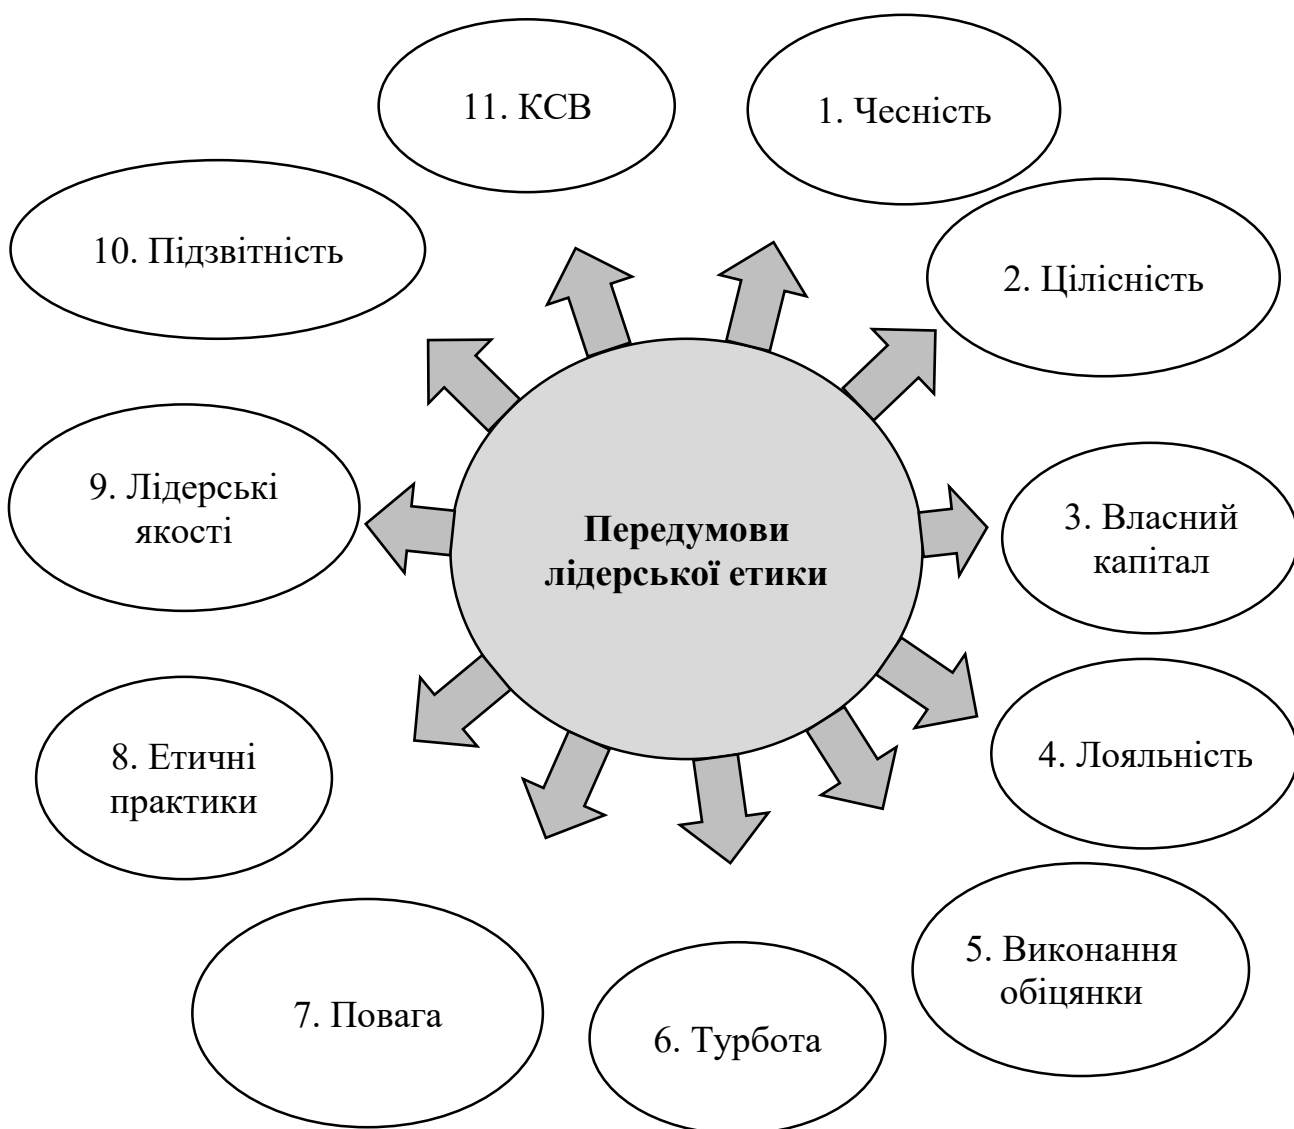 Передумови
лідерської етики
1. Чесність
2. Цілісність
3. Власний
капітал
4. Лояльність
5. Виконання
обіцянки
6. Турбота
7. Повага
8. Етичні
практики
9. Лідерські
якості
10. Підзвітність
11. КСВ